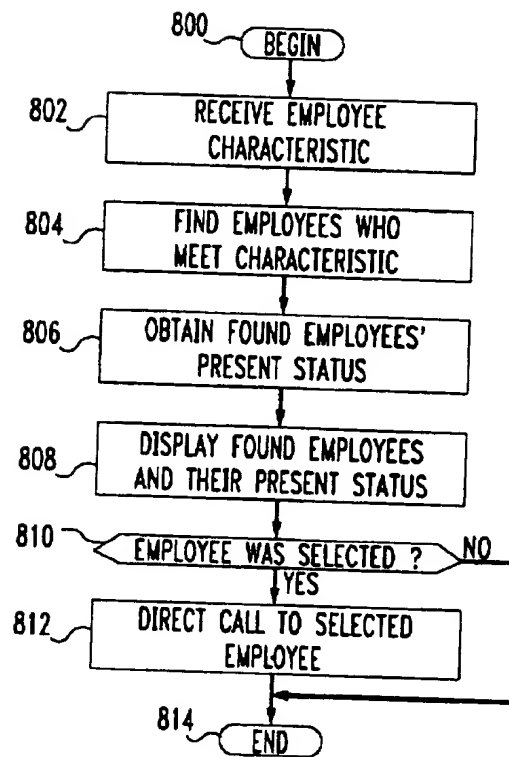 800 BEGIN
802 RECEIVE EMPLOYEE
CHARACTERISTIC
804 FIND EMPLOYEES WHO
MEET CHARACTERISTIC
806 OBTAIN FOUND EMPLOYEES'
PRESENT STATUS
808 DISPLAY FOUND EMPLOYEES
AND THEIR PRESENT STATUS
810 EMPLOYEE WAS SELECTED ? NO
YES
812 DIRECT CALL TO SELECTED
EMPLOYEE
814 END